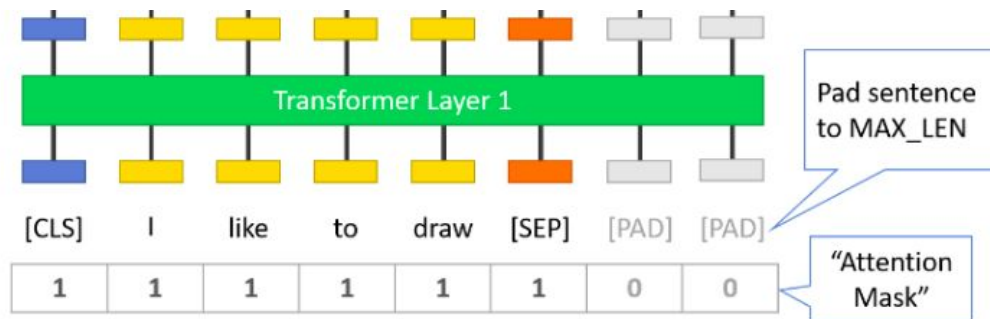 Transformer Layer 1
Pad sentence
to MAX_LEN
[CLS] I like to draw [SEP] [PAD] [PAD]
1 1 1 1 1 1 0 0
“Attention
Mask”